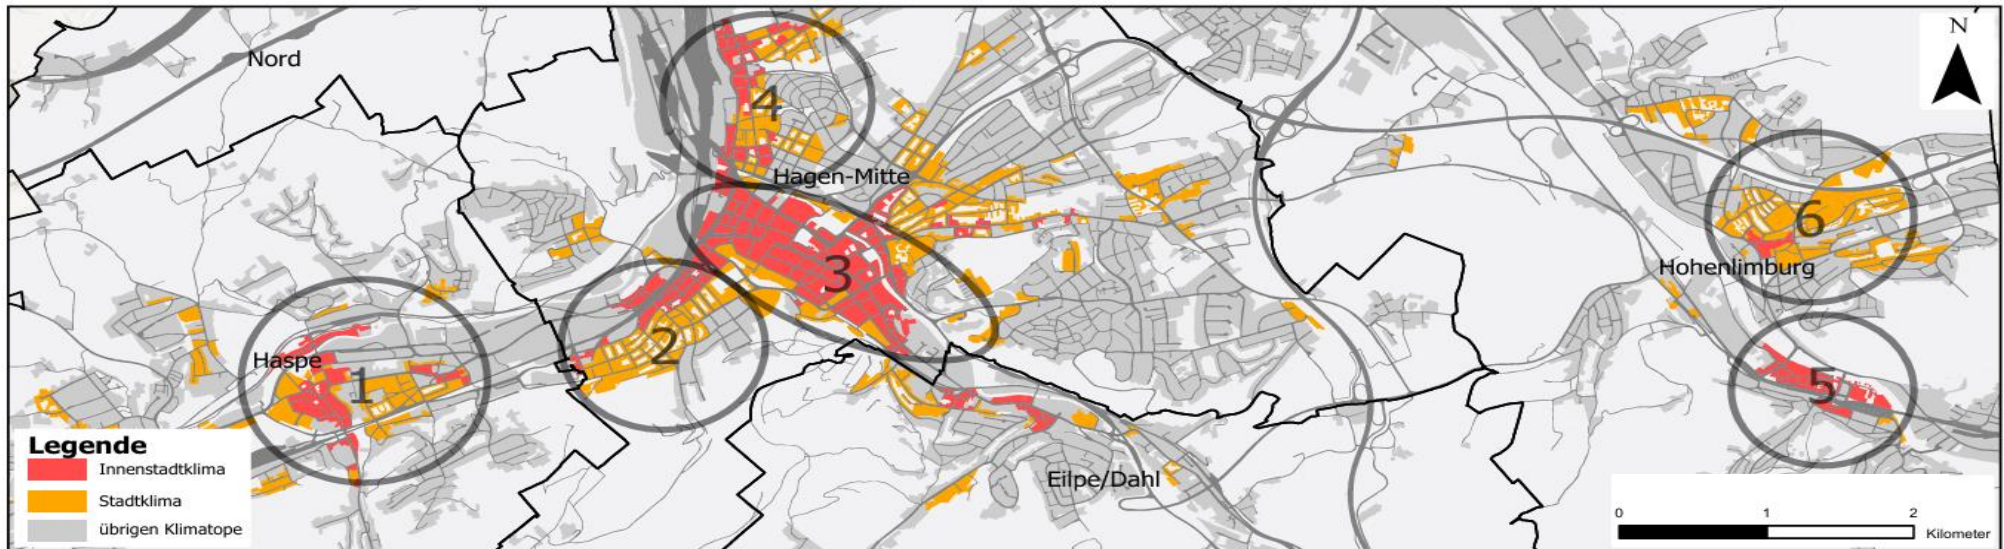 Nord
N
4
Hagen-Mitte
6
3
Hohenlimburg
2
Haspe
1
5
Eilpe/Dahl
Legende
Innenstadtklima
Stadtklima
übrigen Klimatope
0 1 2
Kilometer